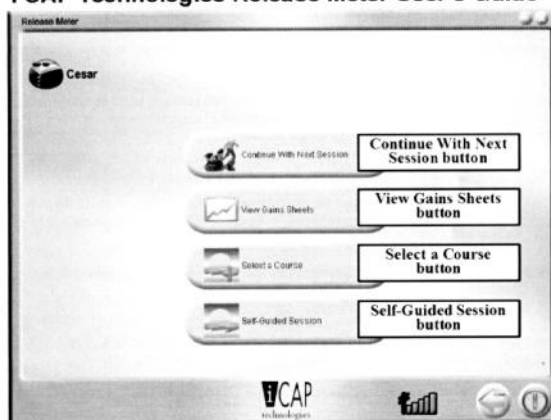 i CAP Technologies Release Meter User's Guide
Release Meter
Cesar
Continue With Next Session
Continue With Next
Session button
View Gains Sheets
View Gains Sheets
button
Select a Course
Select a Course
button
Self-Guided Session
Self-Guided Session
button
iCAP
technologies